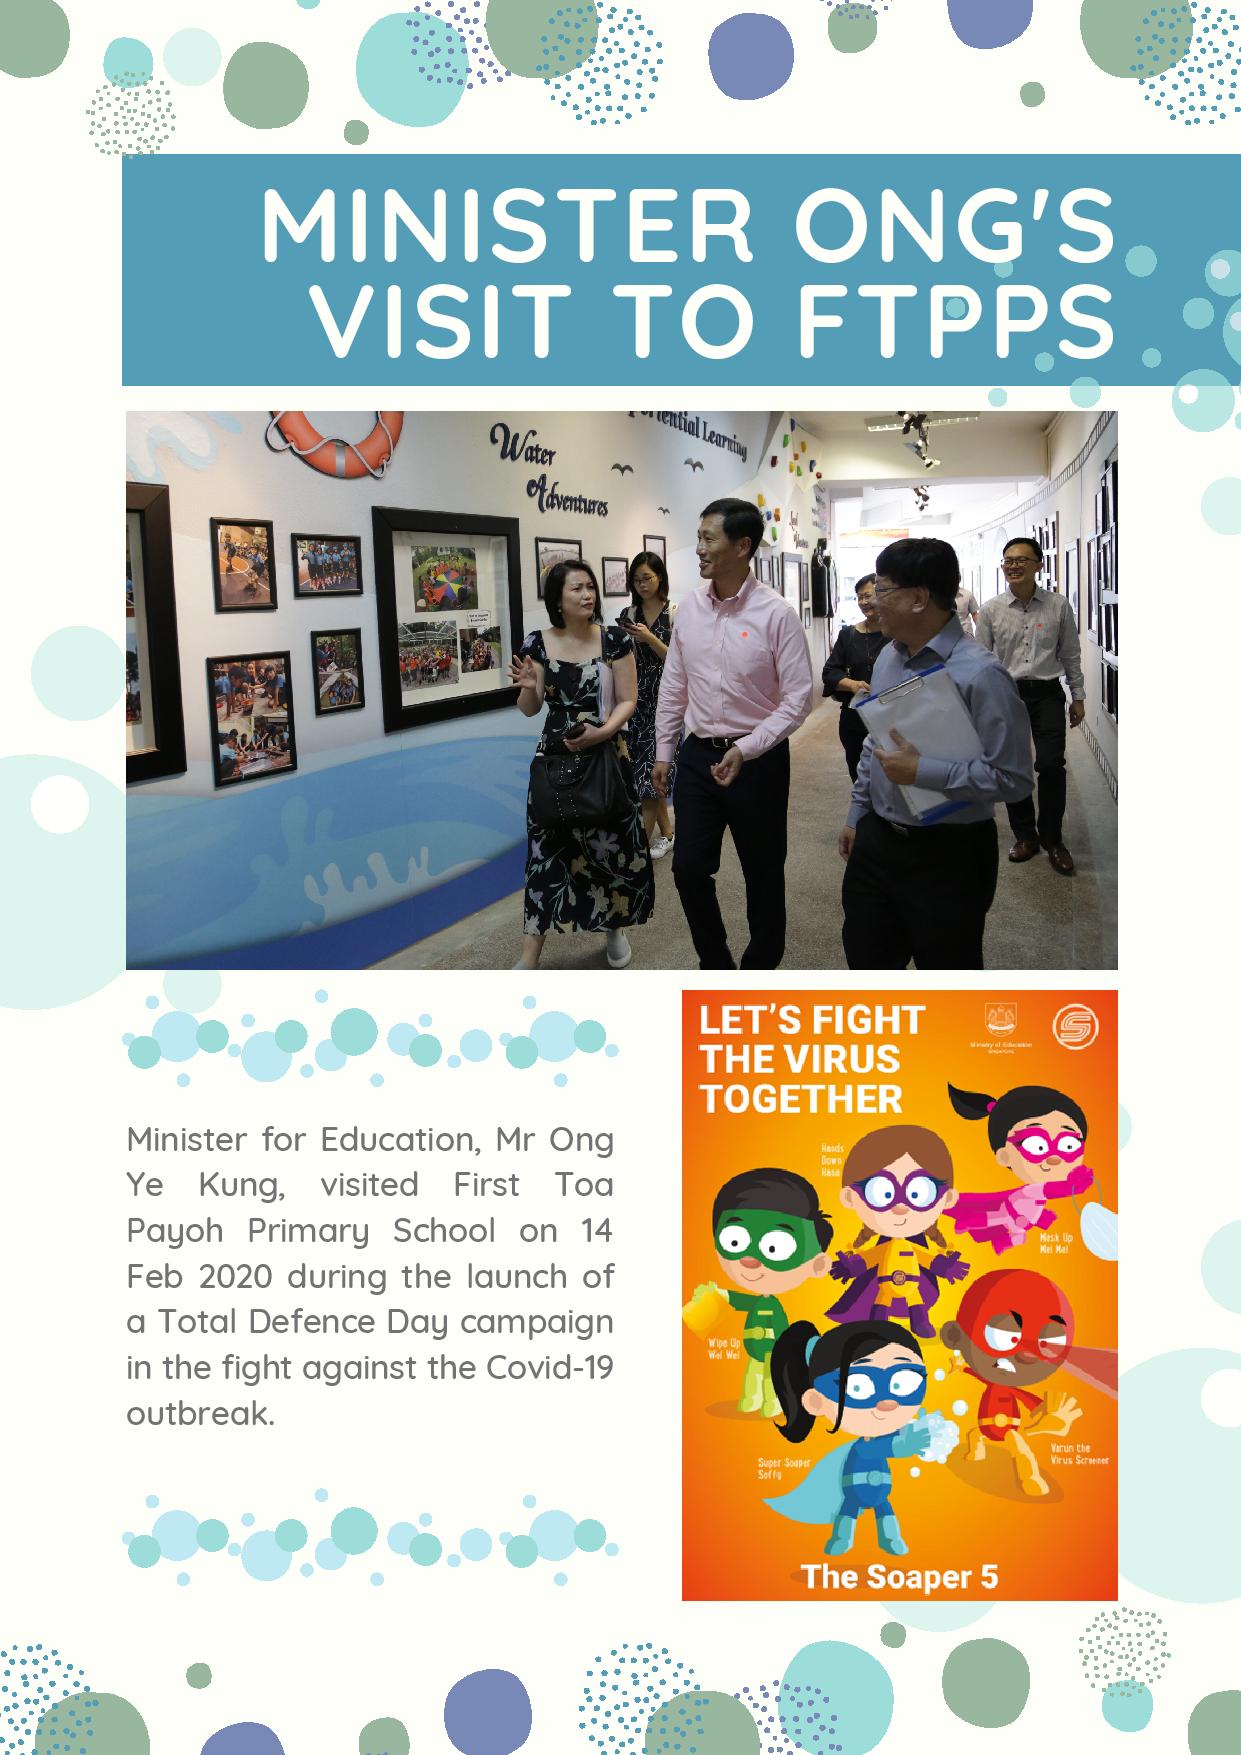 MINISTER ONG'S
VISIT TO FTPPS
Water
Adventures
Learning
LET'S FIGHT
THE VIRUS
TOGETHER
Ministry of Education
Hands
Down
Hana
Mask Up
Mei Mei
Wipe Up
Wei Wei
Super Soaper
Soffy
Varun the
Virus Screener
The Soaper 5
Minister for Education, Mr Ong
Ye Kung, visited First Toa
Payoh Primary School on 14
Feb 2020 during the launch of
a Total Defence Day campaign
in the fight against the Covid-19
outbreak.